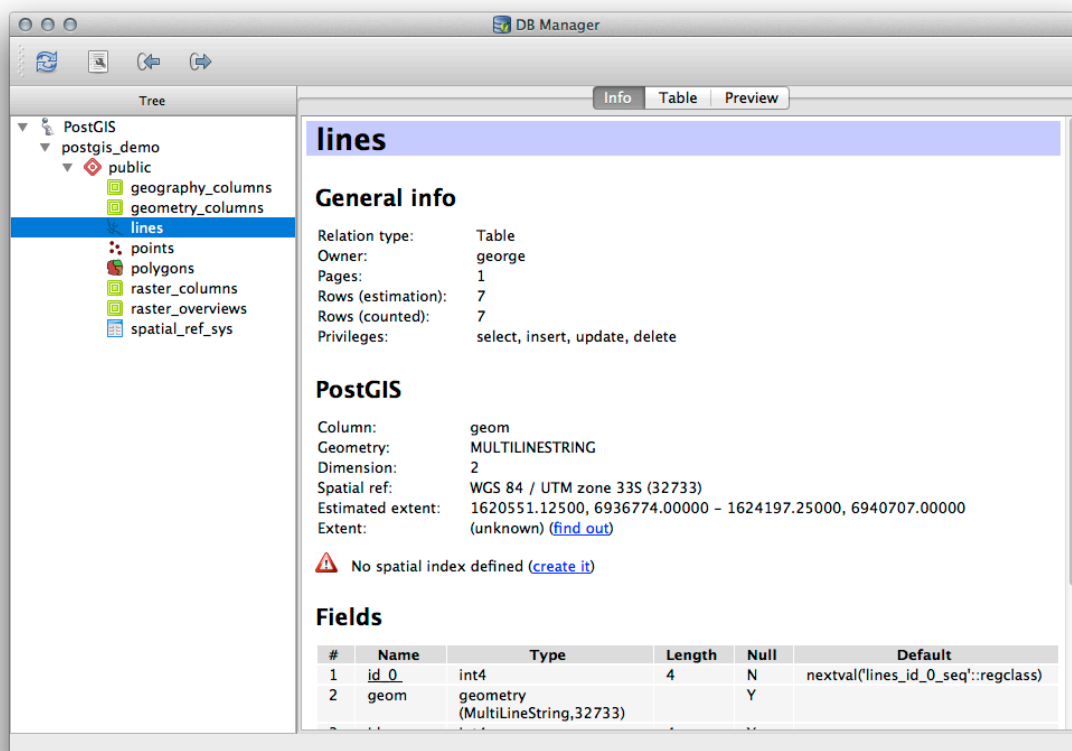 DB Manager
Tree
Info Table Preview
PostGIS
postgis_demo
public
geography_columns
geometry_columns
lines
points
polygons
raster_columns
raster_overviews
spatial_ref_sys
lines
General info
Relation type: Table
Owner: george
Pages: 1
Rows (estimation): 7
Rows (counted): 7
Privileges: select, insert, update, delete
PostGIS
Column: geom
Geometry: MULTILINESTRING
Dimension: 2
Spatial ref: WGS 84 / UTM zone 33S (32733)
Estimated extent: 1620551.12500, 6936774.00000 - 1624197.25000, 6940707.00000
Extent: (unknown) (find out)
No spatial index defined (create it)
Fields
# Name Type Length Null Default
1 id_0 int4 4 N nextval('lines_id_0_seq'::regclass)
2 geom geometry Y
(MultiLineString,32733)